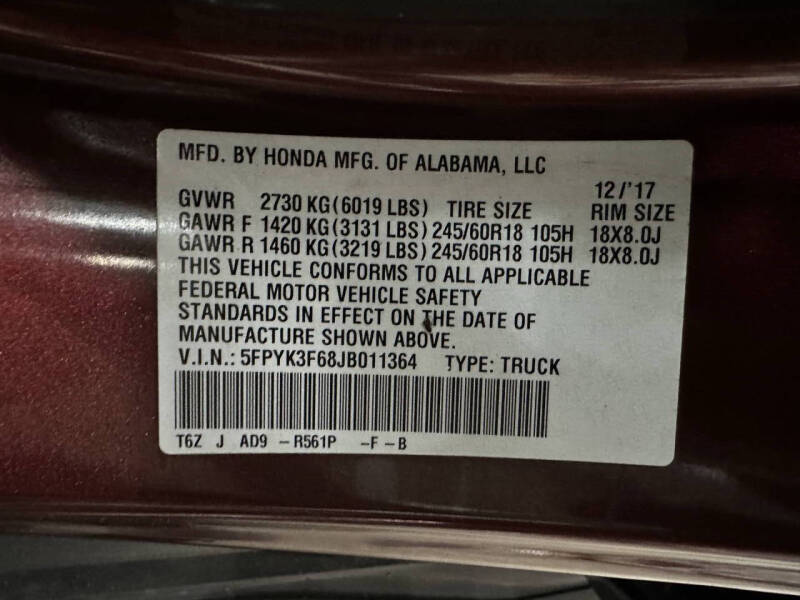 MFD. BY HONDA MFG. OF ALABAMA, LLC
12/'17
GVWR 2730 KG(6019 LBS) TIRE SIZE RIM SIZE
GAWR F 1420 KG(3131 LBS) 245/60R18 105H 18X8.0J
GAWR R 1460 KG(3219 LBS) 245/60R18 105H 18X8.0J
THIS VEHICLE CONFORMS TO ALL APPLICABLE
FEDERAL MOTOR VEHICLE SAFETY
STANDARDS IN EFFECT ON THE DATE OF
MANUFACTURE SHOWN ABOVE.
V.I.N.: 5FPYK3F68JB011364 TYPE: TRUCK
T6Z J AD9 -R561P -F-B